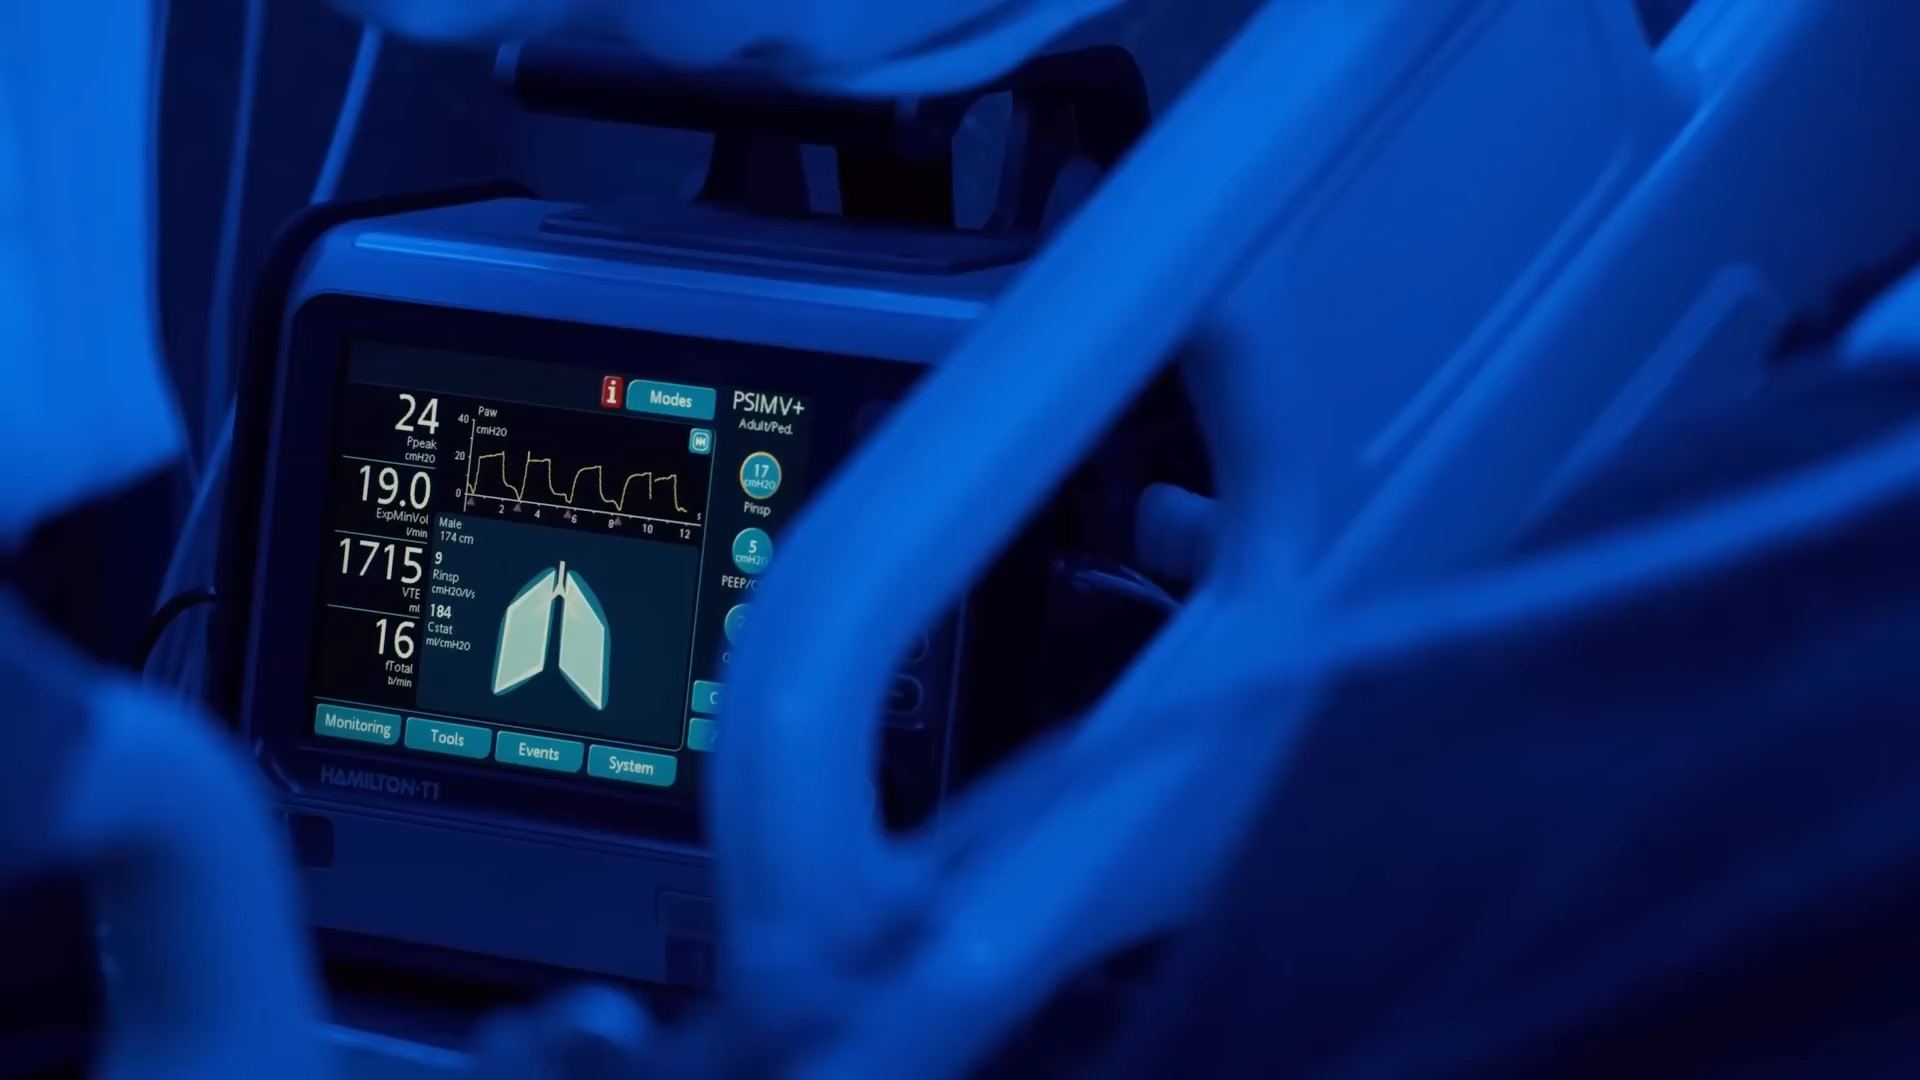 i
Modes
PSIMV+
Adult/Ped.
24
Ppeak
cmH2O
19.0
ExpMinVol
l/min
1715
VTE
ml
16
fTotal
b/min
Paw
cmH2O
40
20
0
2
4
6
8
10
12
s
Male
174 cm
9
Rinsp
cmH2O/l/s
184
Cstat
ml/cmH2O
17
cmH2O
Pinsp
5
cmH2O
Monitoring
Tools
Events
System
HAMILTON-T1